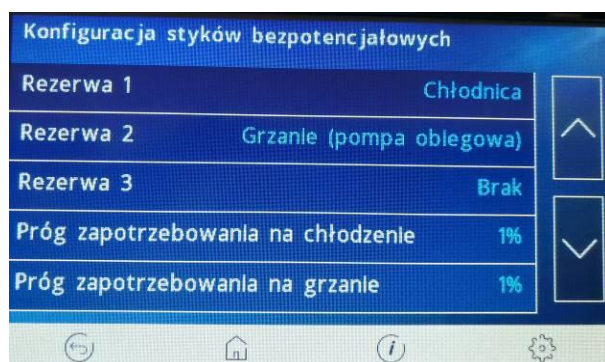 Konfiguracja styków bezpotencjałowych
Rezerwa 1 Chłodnica
Rezerwa 2 Grzanie (pompa obiegowa)
Rezerwa 3 Brak
Próg zapotrzebowania na chłodzenie 1%
Próg zapotrzebowania na grzanie 1%
i